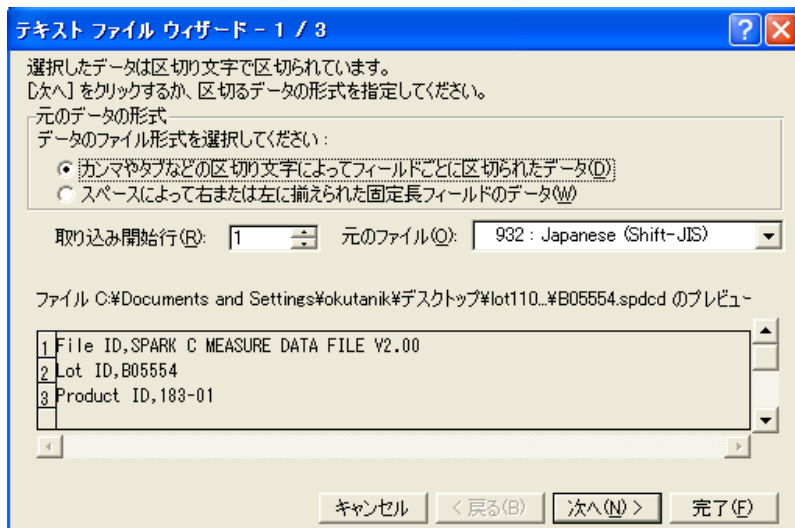 テキスト ファイル ウィザード - 1 / 3
選択したデータは区切り文字で区切られています。
[次へ] をクリックするか、区切るデータの形式を指定してください。
元のデータの形式
データのファイル形式を選択してください：
カンマやタブなどの区切り文字によってフィールドごとに区切られたデータ(D)
スペースによって右または左に揃えられた固定長フィールドのデータ(W)
取り込み開始行(R): 1 元のファイル(O): 932 : Japanese (Shift-JIS)
ファイル C:¥Documents and Settings¥okutanik¥デスクトップ¥lot110...¥B05554.spdcd のプレビュー
1 File ID,SPARK C MEASURE DATA FILE V2.00
2 Lot ID,B05554
3 Product ID,183-01
キャンセル < 戻る(B) 次へ(N) > 完了(F)